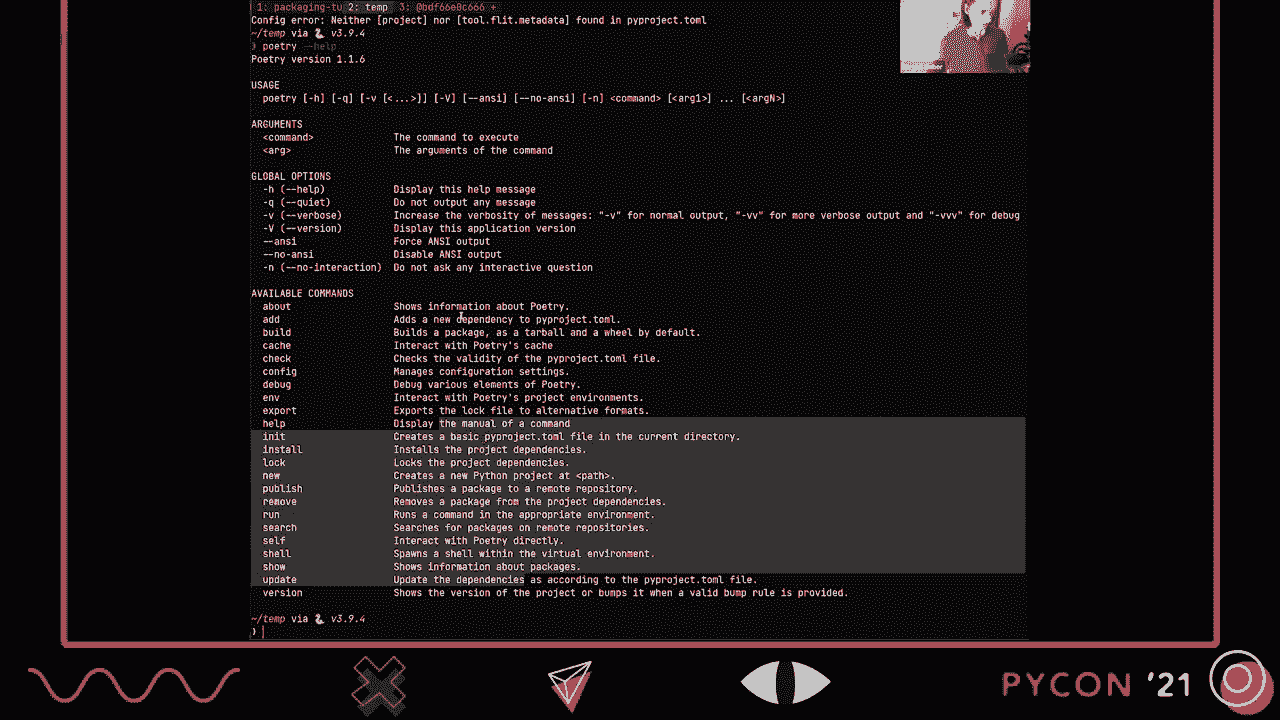 1: packaging-tu 2: temp 3: @bdf66e0c666 +
Config error: Neither [project] nor [tool.flit.metadata] found in pyproject.toml
~/temp via v3.9.4
❯ poetry --help
Poetry version 1.1.6
USAGE
poetry [-h] [-q] [-v [<...>]] [-V] [--ansi] [--no-ansi] [-n] <command> [<arg1>] ... [<argN>]
ARGUMENTS
<command> The command to execute
<arg> The arguments of the command
GLOBAL OPTIONS
-h (--help) Display this help message
-q (--quiet) Do not output any message
-v (--verbose) Increase the verbosity of messages: "-v" for normal output, "-vv" for more verbose output and "-vvv" for debug
-V (--version) Display this application version
--ansi Force ANSI output
--no-ansi Disable ANSI output
-n (--no-interaction) Do not ask any interactive question
AVAILABLE COMMANDS
about Shows information about Poetry.
add Adds a new dependency to pyproject.toml.
build Builds a package, as a tarball and a wheel by default.
cache Interact with Poetry's cache
check Checks the validity of the pyproject.toml file.
config Manages configuration settings.
debug Debug various elements of Poetry.
env Interact with Poetry's project environments.
export Exports the lock file to alternative formats.
help Display the manual of a command
init Creates a basic pyproject.toml file in the current directory.
install Installs the project dependencies.
lock Locks the project dependencies.
new Creates a new Python project at <path>.
publish Publishes a package to a remote repository.
remove Removes a package from the project dependencies.
run Runs a command in the appropriate environment.
search Searches for packages on remote repositories.
self Interact with Poetry directly.
shell Spawns a shell within the virtual environment.
show Shows information about packages.
update Update the dependencies as according to the pyproject.toml file.
version Shows the version of the project or bumps it when a valid bump rule is provided.
~/temp via v3.9.4
❯
PYCON '21